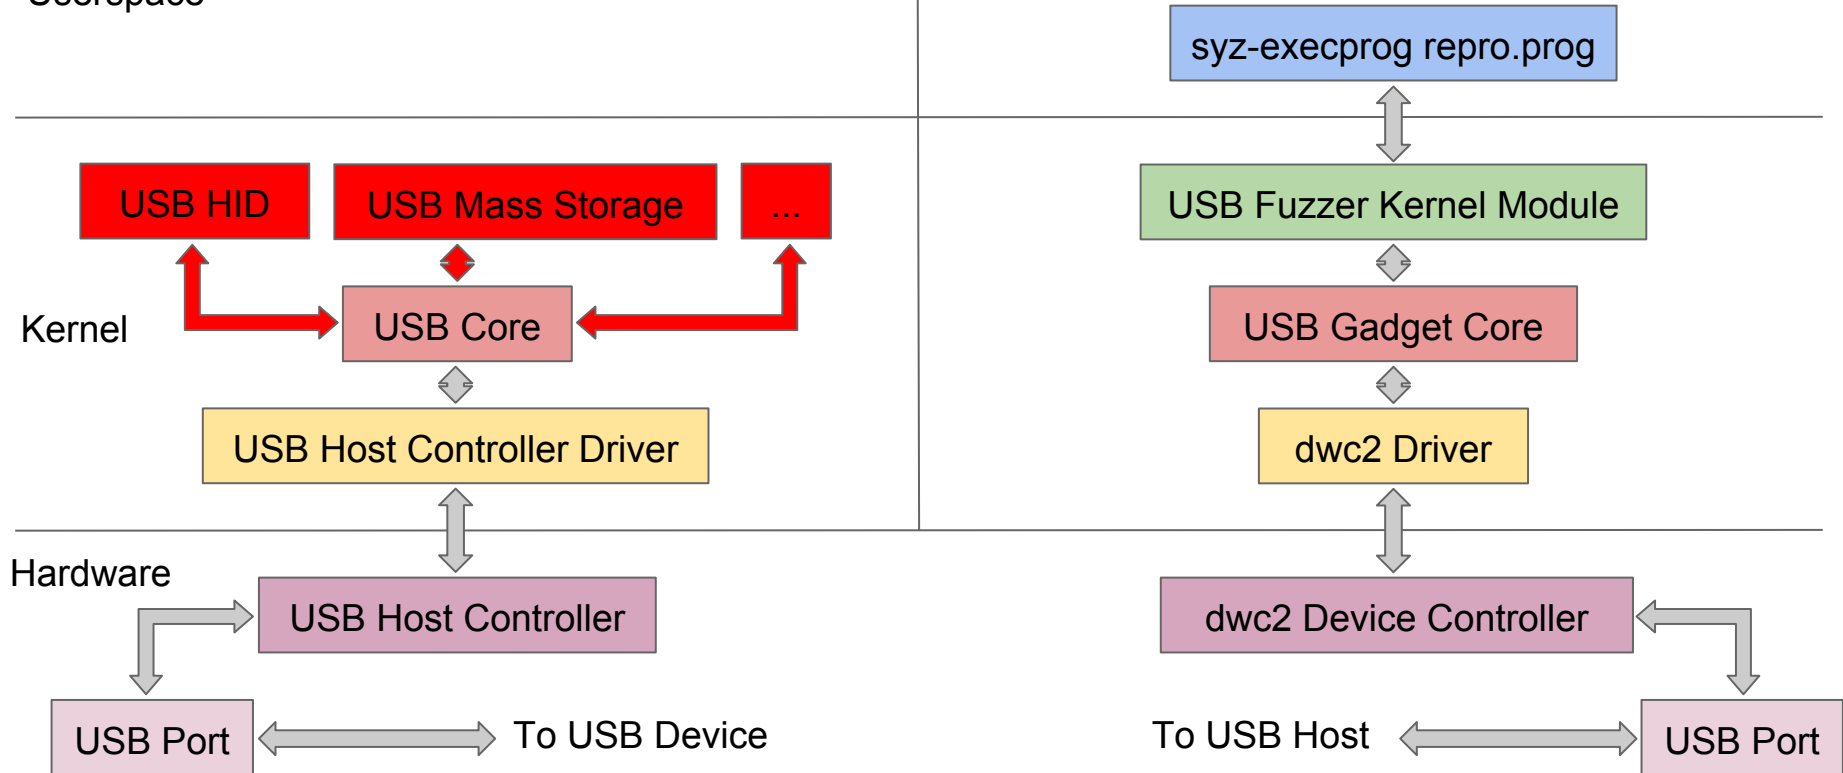 Userspace
syz-execprog repro.prog
USB HID
USB Mass Storage
...
USB Fuzzer Kernel Module
Kernel
USB Core
USB Gadget Core
USB Host Controller Driver
dwc2 Driver
Hardware
USB Host Controller
dwc2 Device Controller
USB Port
To USB Device
To USB Host
USB Port